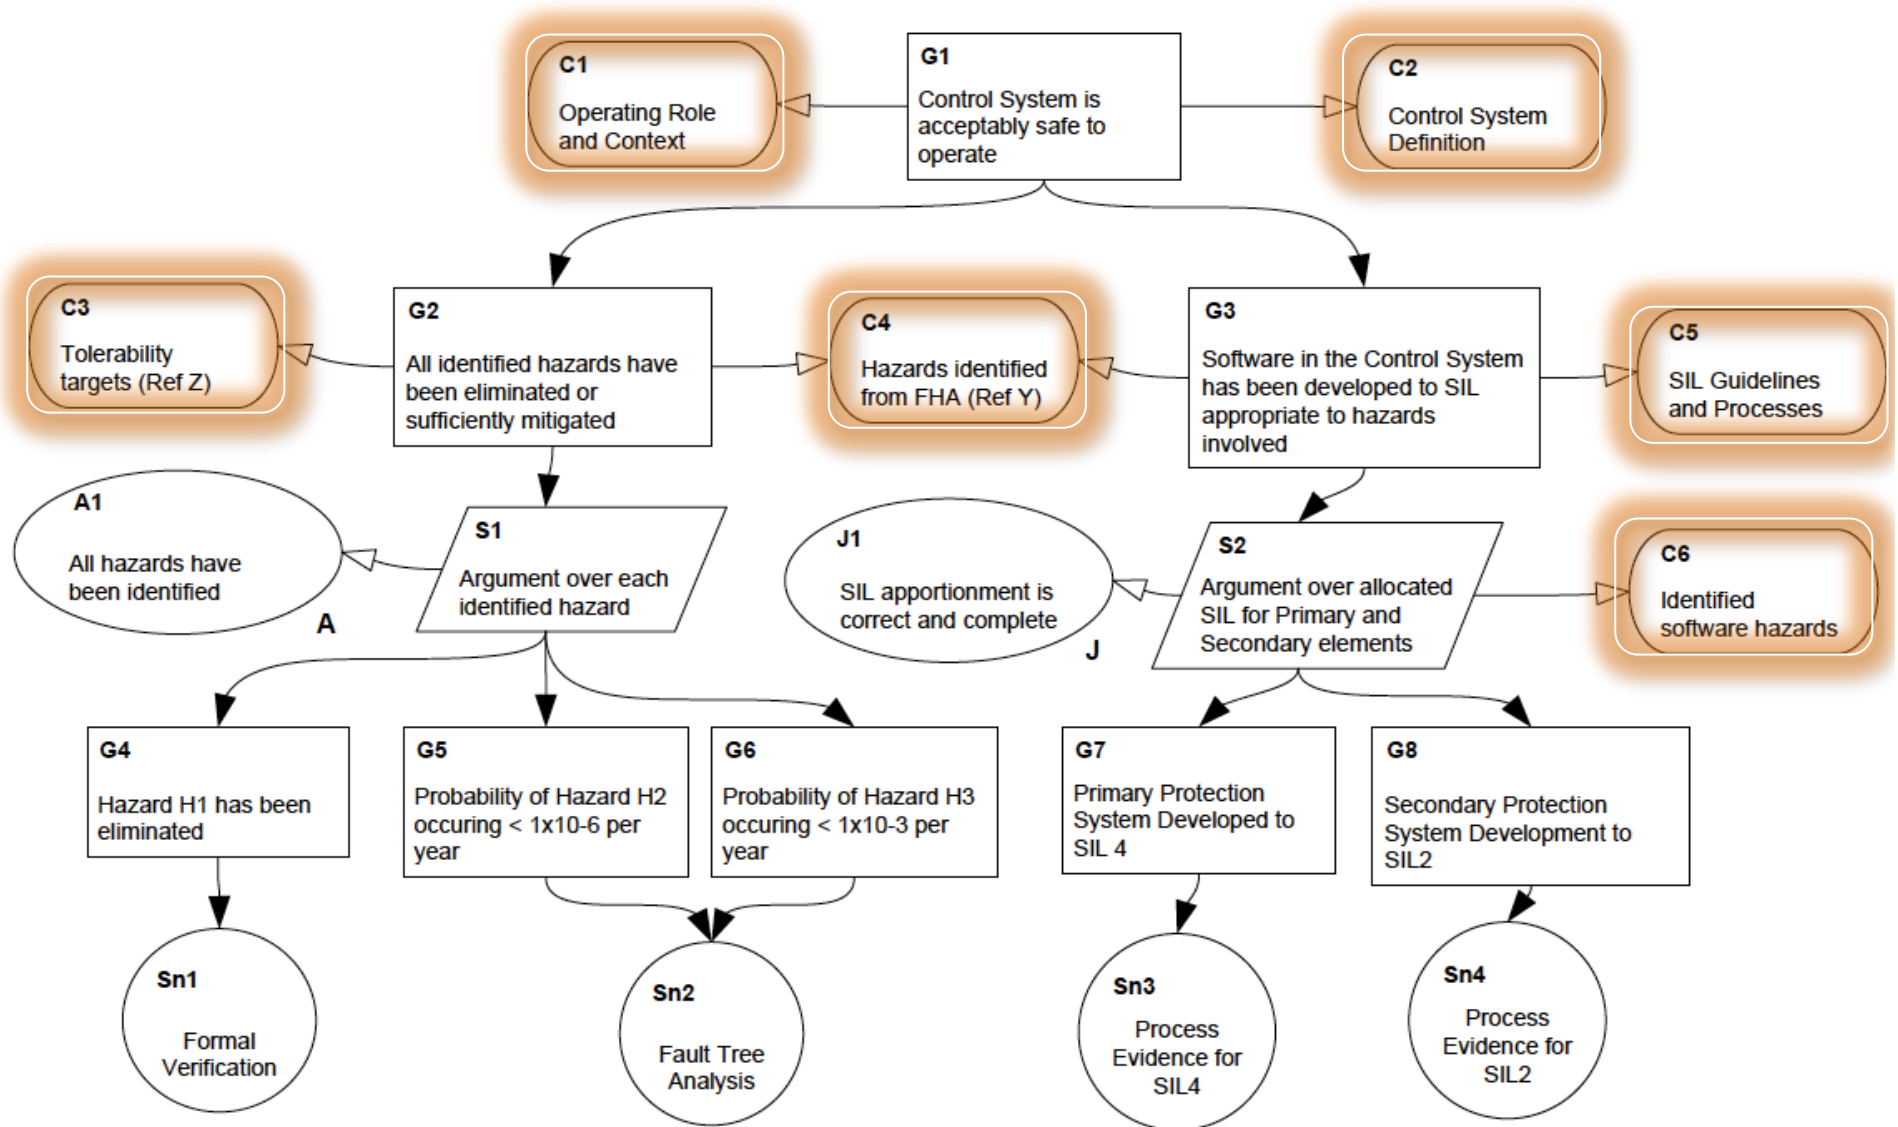 C1
Operating Role
and Context
G1
Control System is
acceptably safe to
operate
C2
Control System
Definition
C3
Tolerability
targets (Ref Z)
G2
All identified hazards have
been eliminated or
sufficiently mitigated
C4
Hazards identified
from FHA (Ref Y)
G3
Software in the Control System
has been developed to SIL
appropriate to hazards
involved
C5
SIL Guidelines
and Processes
A1
All hazards have
been identified
A
S1
Argument over each
identified hazard
J1
SIL apportionment is
correct and complete
J
S2
Argument over allocated
SIL for Primary and
Secondary elements
C6
Identified
software hazards
G4
Hazard H1 has been
eliminated
G5
Probability of Hazard H2
occuring < 1x10-6 per
year
G6
Probability of Hazard H3
occuring < 1x10-3 per
year
G7
Primary Protection
System Developed to
SIL 4
G8
Secondary Protection
System Development to
SIL2
Sn1
Formal
Verification
Sn2
Fault Tree
Analysis
Sn3
Process
Evidence for
SIL4
Sn4
Process
Evidence for
SIL2